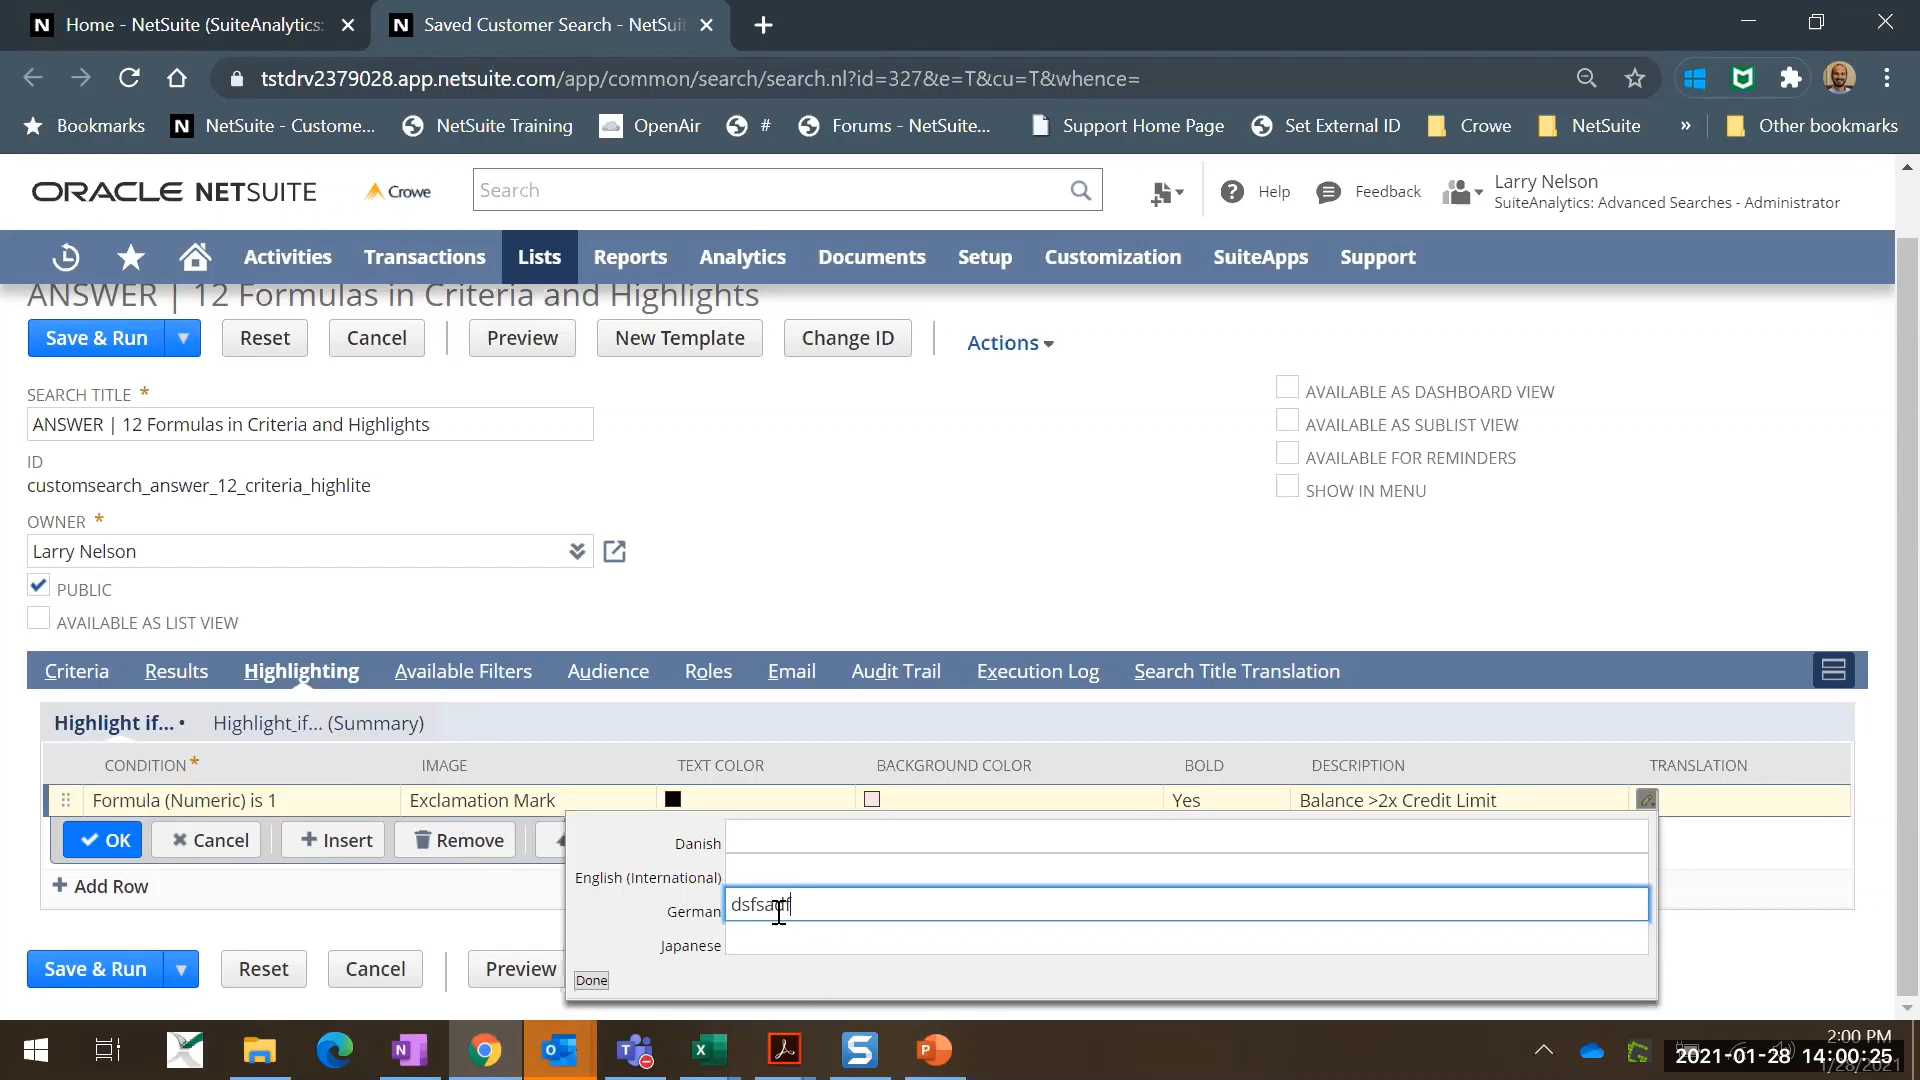 Home - NetSuite (SuiteAnalytics:
Saved Customer Search - NetSuit
tstdrv2379028.app.netsuite.com/app/common/search/search.nl?id=327&e=T&cu=T&whence=
Bookmarks N NetSuite - Custome... NetSuite Training OpenAir # Forums - NetSuite... Support Home Page Set External ID Crowe NetSuite » Other bookmarks
ORACLE NETSUITE Crowe Search Help Feedback Larry Nelson
SuiteAnalytics: Advanced Searches - Administrator
Activities Transactions Lists Reports Analytics Documents Setup Customization SuiteApps Support
ANSWER | 12 Formulas in Criteria and Highlights
Save & Run Reset Cancel Preview New Template Change ID Actions
SEARCH TITLE *
ANSWER | 12 Formulas in Criteria and Highlights
ID
customsearch_answer_12_criteria_highlite
OWNER *
Larry Nelson
PUBLIC
AVAILABLE AS LIST VIEW
AVAILABLE AS DASHBOARD VIEW
AVAILABLE AS SUBLIST VIEW
AVAILABLE FOR REMINDERS
SHOW IN MENU
Criteria Results Highlighting Available Filters Audience Roles Email Audit Trail Execution Log Search Title Translation
Highlight if... • Highlight if... (Summary)
CONDITION * IMAGE TEXT COLOR BACKGROUND COLOR BOLD DESCRIPTION TRANSLATION
Formula (Numeric) is 1 Exclamation Mark Yes Balance >2x Credit Limit
OK Cancel + Insert Remove
+ Add Row
Danish
English (International)
German dsfsadf
Japanese
Done
Save & Run Reset Cancel Preview
2:00 PM
2021-01-28 14:00:25
1/28/2021